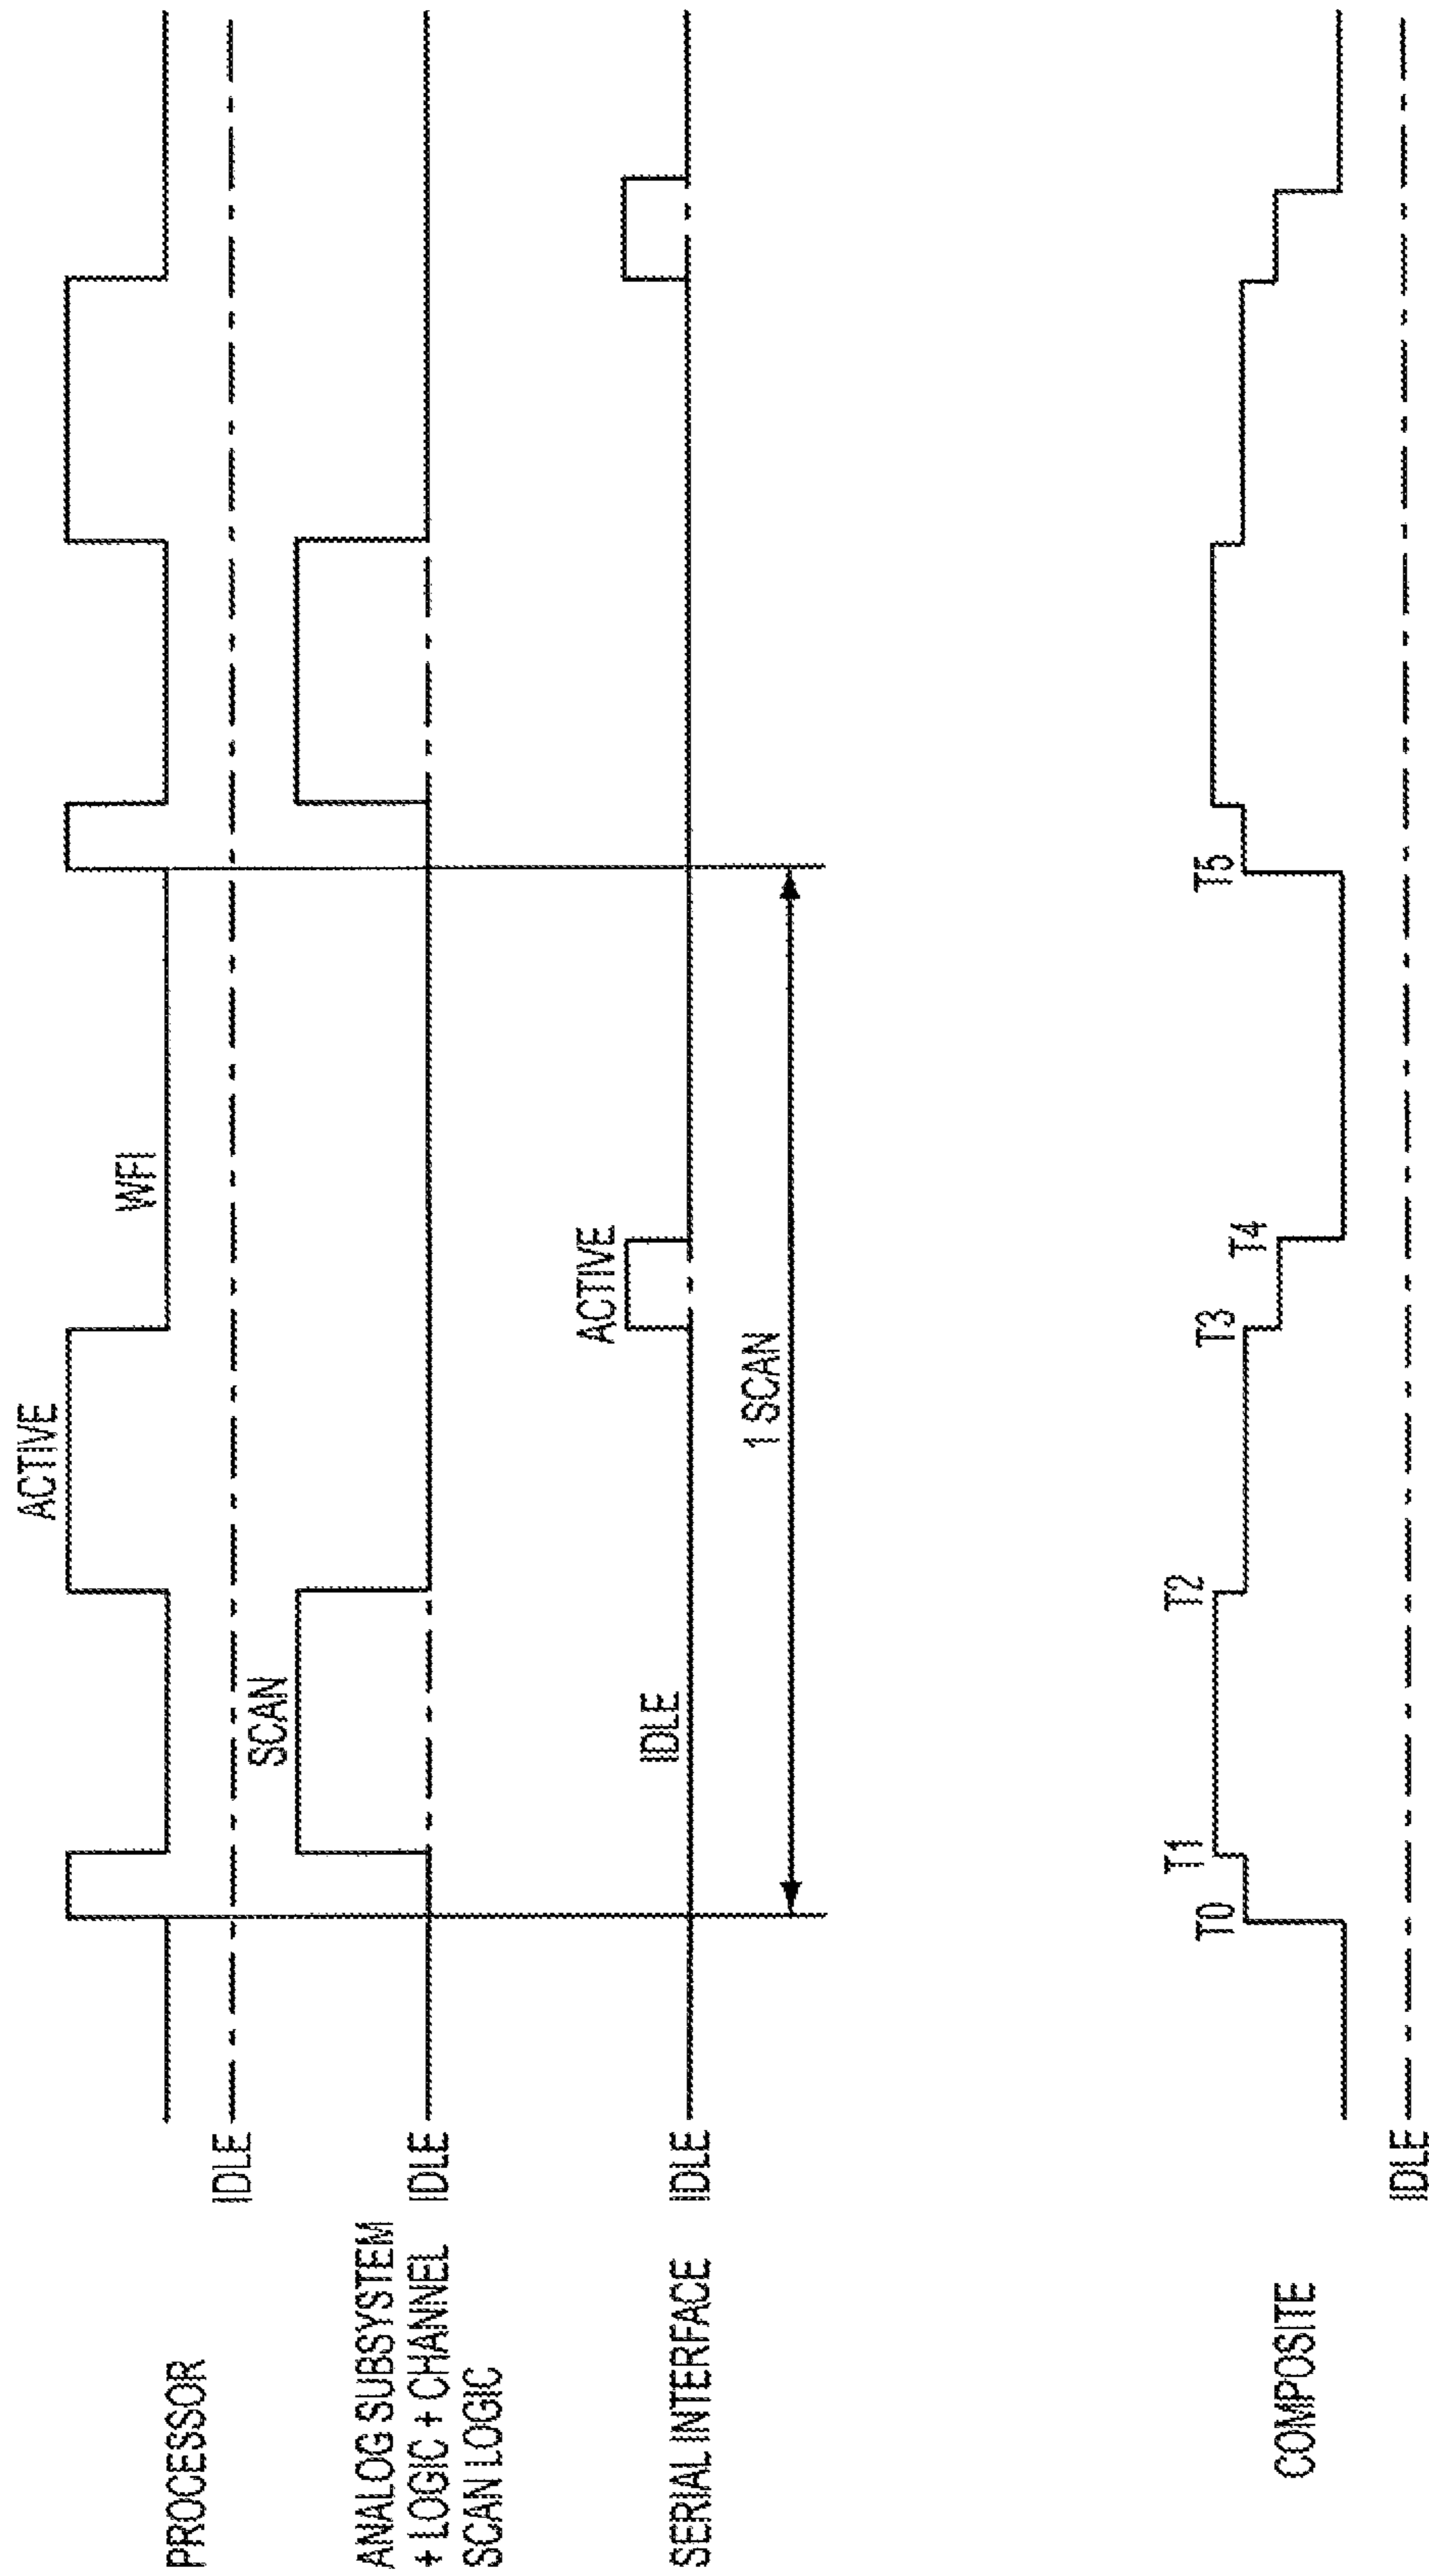 ACTIVE
WFI
PROCESSOR
IDLE
SCAN
ANALOG SUBSYSTEM
+ LOGIC + CHANNEL
SCAN LOGIC
IDLE
ACTIVE
IDLE
SERIAL INTERFACE
IDLE
1 SCAN
T0
T1
T2
T3
T4
T5
COMPOSITE
IDLE